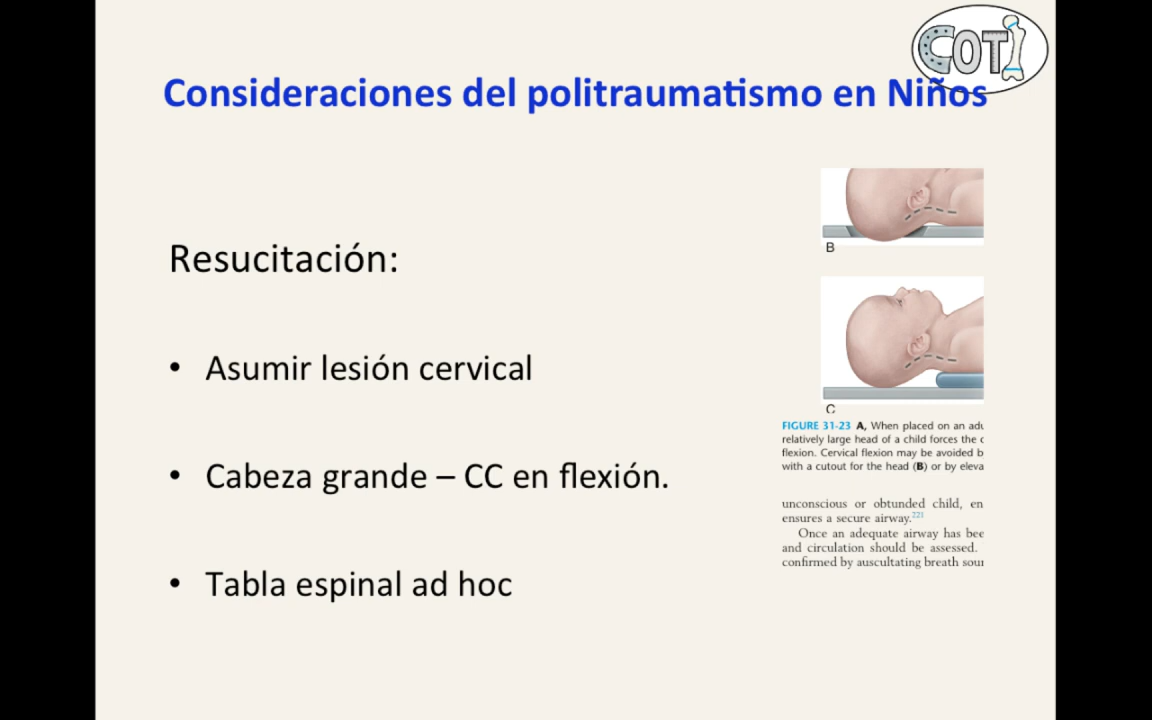 COTI
Consideraciones del politraumatismo en Niños
Resucitación:
• Asumir lesión cervical
• Cabeza grande – CC en flexión.
• Tabla espinal ad hoc
B
C
FIGURE 31-23 A, When placed on an adu
relatively large head of a child forces the c
flexion. Cervical flexion may be avoided b
with a cutout for the head (B) or by eleva
unconscious or obtunded child, en
ensures a secure airway.221
Once an adequate airway has bee
and circulation should be assessed.
confirmed by auscultating breath soun